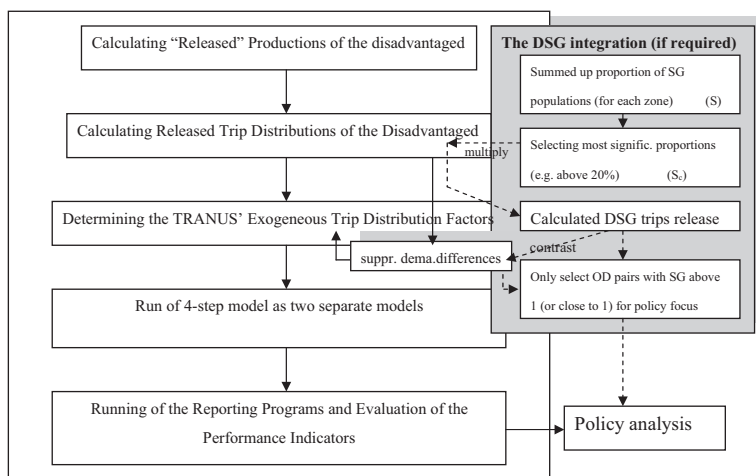 Calculating “Released” Productions of the disadvantaged
Calculating Released Trip Distributions of the Disadvantaged
Determining the TRANUS’ Exogeneous Trip Distribution Factors
suppr. dema.differences
Run of 4-step model as two separate models
Running of the Reporting Programs and Evaluation of the
Performance Indicators
The DSG integration (if required)
Summed up proportion of SG
populations (for each zone) (S)
Selecting most signific. proportions
(e.g. above 20%) (Sc)
multiply
Calculated DSG trips release
contrast
Only select OD pairs with SG above
1 (or close to 1) for policy focus
Policy analysis